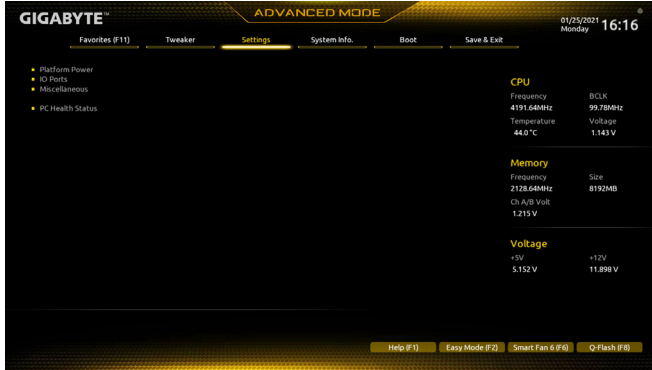 GIGABYTE™
ADVANCED MODE
01/25/2021 Monday 16:16
Favorites (F11) Tweaker Settings System Info. Boot Save & Exit
Platform Power
IO Ports
Miscellaneous
PC Health Status
CPU
Frequency BCLK
4191.64MHz 99.78MHz
Temperature Voltage
44.0 °C 1.143 V
Memory
Frequency Size
2128.64MHz 8192MB
Ch A/B Volt
1.215 V
Voltage
+5V +12V
5.152 V 11.898 V
Help (F1) Easy Mode (F2) Smart Fan 6 (F6) Q-Flash (F8)